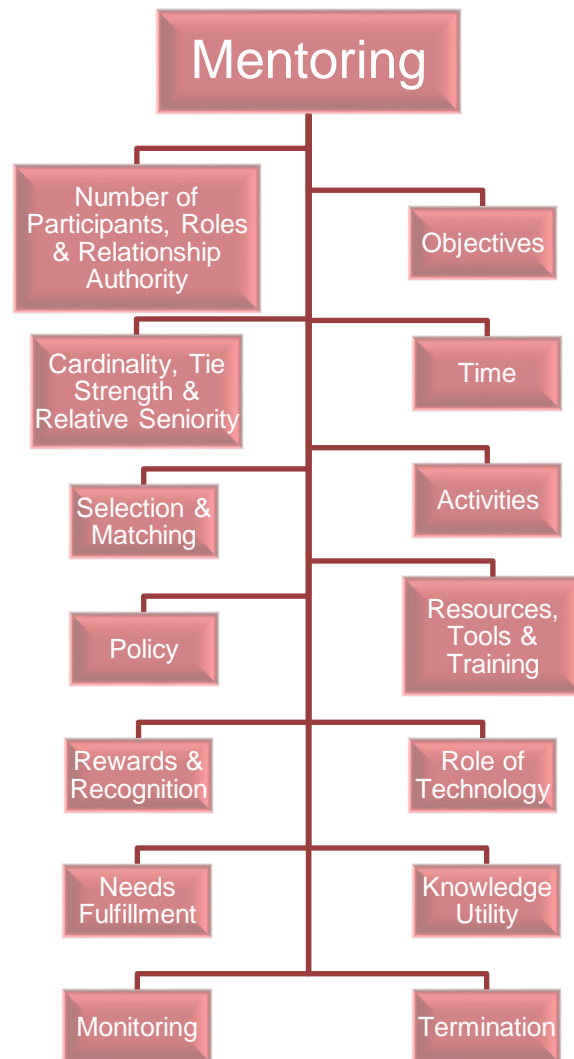 Mentoring
Number of
Participants, Roles
& Relationship
Authority
Objectives
Cardinality, Tie
Strength &
Relative Seniority
Time
Selection &
Matching
Activities
Policy
Resources,
Tools &
Training
Rewards &
Recognition
Role of
Technology
Needs
Fulfillment
Knowledge
Utility
Monitoring
Termination